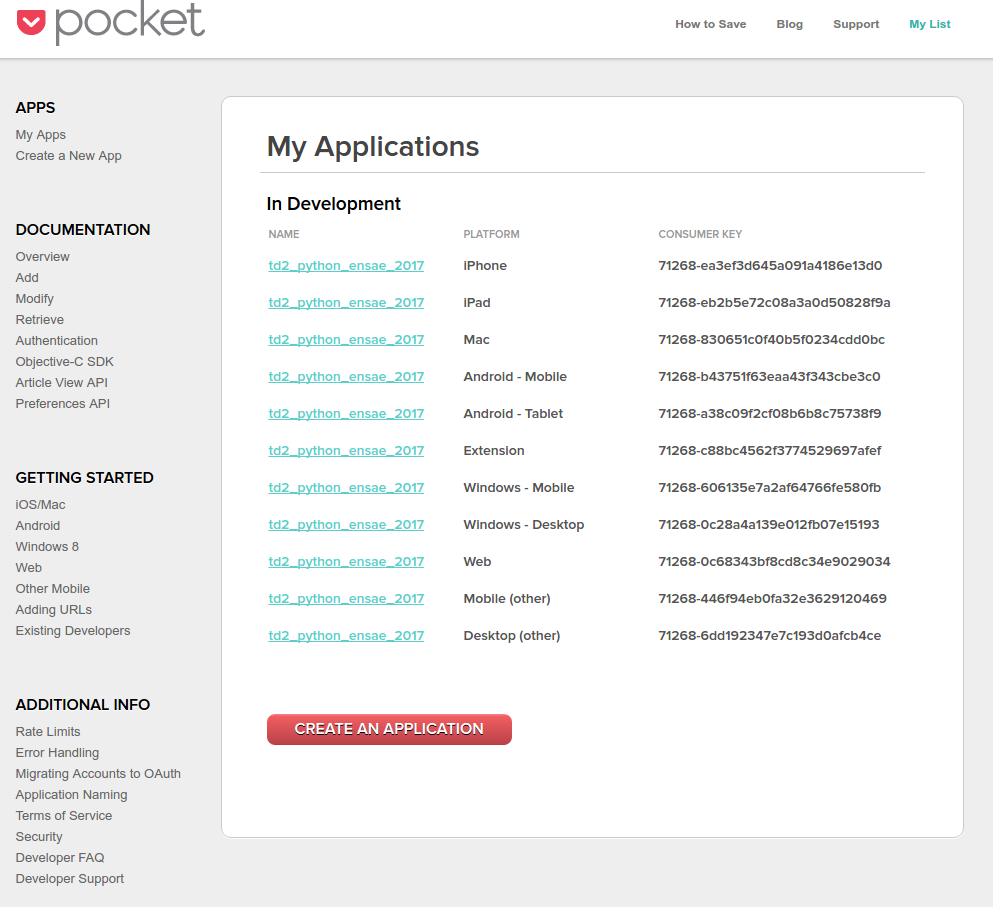 pocket
How to Save Blog Support My List
APPS
My Apps
Create a New App
DOCUMENTATION
Overview
Add
Modify
Retrieve
Authentication
Objective-C SDK
Article View API
Preferences API
GETTING STARTED
iOS/Mac
Android
Windows 8
Web
Other Mobile
Adding URLs
Existing Developers
ADDITIONAL INFO
Rate Limits
Error Handling
Migrating Accounts to OAuth
Application Naming
Terms of Service
Security
Developer FAQ
Developer Support
My Applications
In Development
NAME PLATFORM CONSUMER KEY
td2_python_ensae_2017 iPhone 71268-ea3ef3d645a091a4186e13d0
td2_python_ensae_2017 iPad 71268-eb2b5e72c08a3a0d50828f9a
td2_python_ensae_2017 Mac 71268-830651c0f40b5f0234cdd0bc
td2_python_ensae_2017 Android - Mobile 71268-b43751f63eaa43f343cbe3c0
td2_python_ensae_2017 Android - Tablet 71268-a38c09f2cf08b6b8c75738f9
td2_python_ensae_2017 Extension 71268-c88bc4562f3774529697afef
td2_python_ensae_2017 Windows - Mobile 71268-606135e7a2af64766fe580fb
td2_python_ensae_2017 Windows - Desktop 71268-0c28a4a139e012fb07e15193
td2_python_ensae_2017 Web 71268-0c68343bf8cd8c34e9029034
td2_python_ensae_2017 Mobile (other) 71268-446f94eb0fa32e3629120469
td2_python_ensae_2017 Desktop (other) 71268-6dd192347e7c193d0afcb4ce
CREATE AN APPLICATION